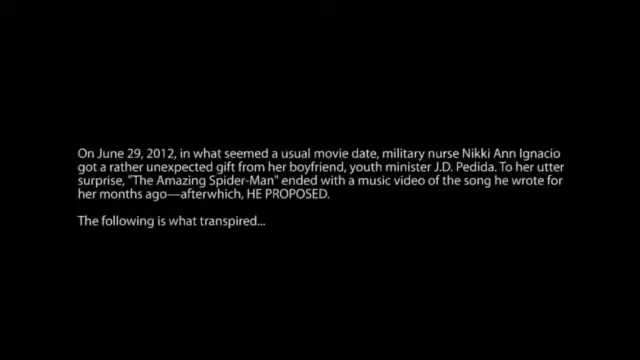 On June 29, 2012, in what seemed a usual movie date, military nurse Nikki Ann Ignacio
got a rather unexpected gift from her boyfriend, youth minister J.D. Pedida. To her utter
surprise, "The Amazing Spider-Man" ended with a music video of the song he wrote for
her months ago—afterwhich, HE PROPOSED.
The following is what transpired...